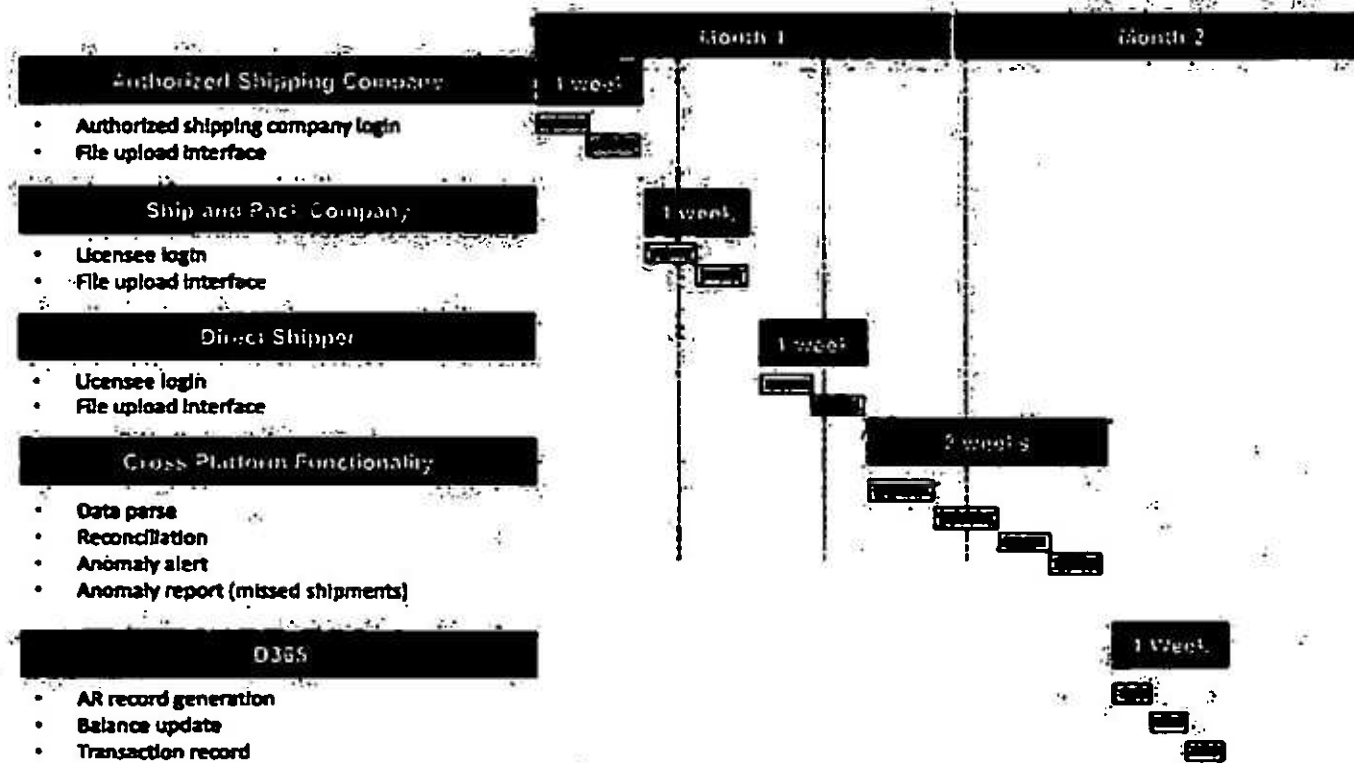 Month 1 Month 2
Authorized Shipping Company 1 week
• Authorized shipping company login
• File upload interface
Ship and Pack Company 1 week
• Licensee login
• File upload interface
Direct Shipper 1 week
• Licensee login
• File upload interface
Cross Platform Functionality 2 weeks
• Data parse
• Reconciliation
• Anomaly alert
• Anomaly report (missed shipments)
D365 1 Week
• AR record generation
• Balance update
• Transaction record